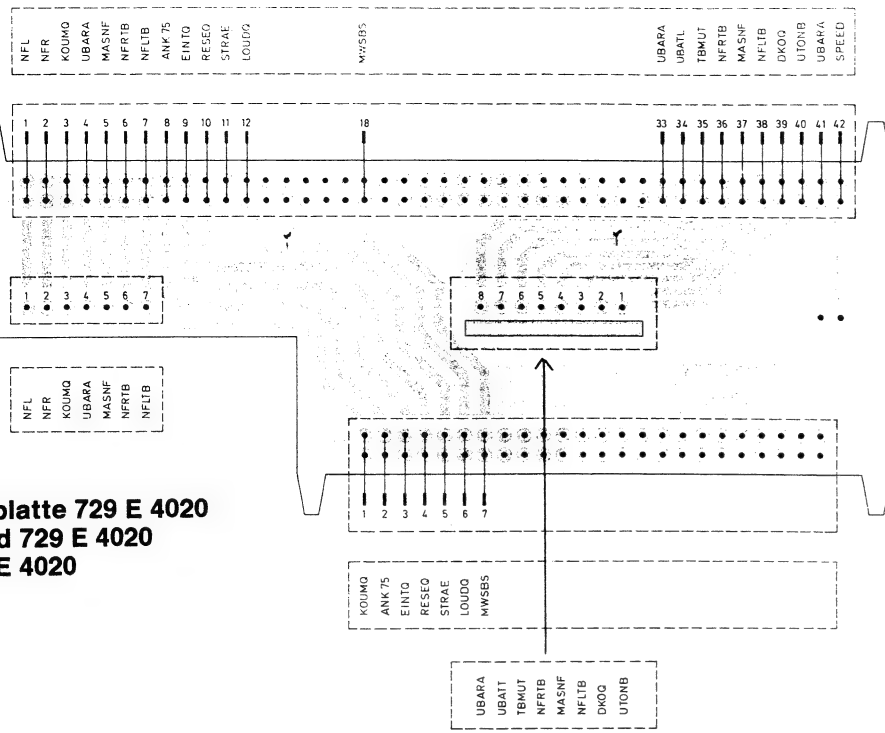 NFL
NFR
KOUMQ
UBARA
MASNF
NFRTB
NFLTB
ANK 75
EINTQ
RESEQ
STRAE
LOUDQ
MWSBS
UBARA
UBATL
TBMUT
NFRTB
MASNF
NFLTB
DKOQ
UTONB
UBARA
SPEED
1 2 3 4 5 6 7 8 9 10 11 12 18 33 34 35 36 37 38 39 40 41 42
1 2 3 4 5 6 7
8 7 6 5 4 3 2 1
NFL
NFR
KOUMQ
UBARA
MASNF
NFRTB
NFLTB
platte 729 E 4020
d 729 E 4020
E 4020
1 2 3 4 5 6 7
KOUMQ
ANK 75
EINTQ
RESEQ
STRAE
LOUDQ
MWSBS
UBARA
UBATT
TBMUT
NFRTB
MASNF
NFLTB
DKOQ
UTONB